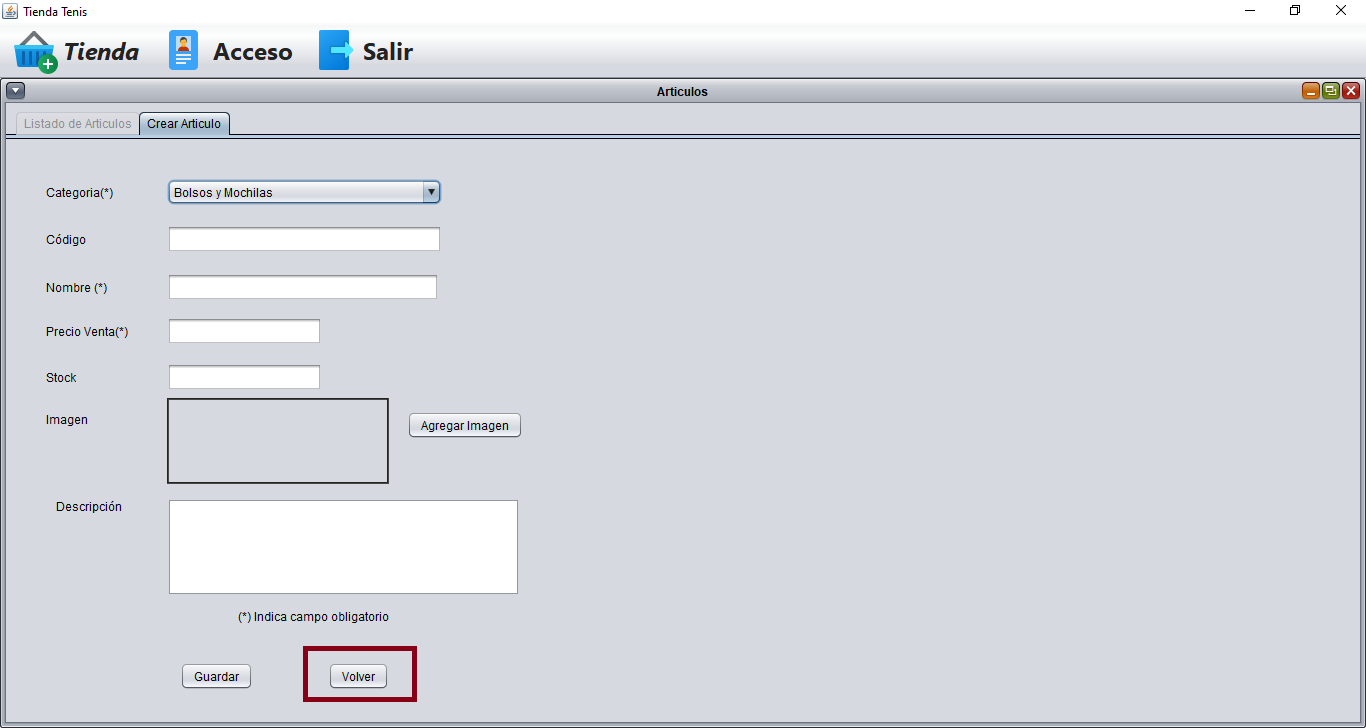 Tienda Tenis
Tienda Acceso Salir
Articulos
Listado de Articulos Crear Articulo
Categoria(*) Bolsos y Mochilas
Código
Nombre (*)
Precio Venta(*)
Stock
Imagen
Agregar Imagen
Descripción
(*) Indica campo obligatorio
Guardar Volver